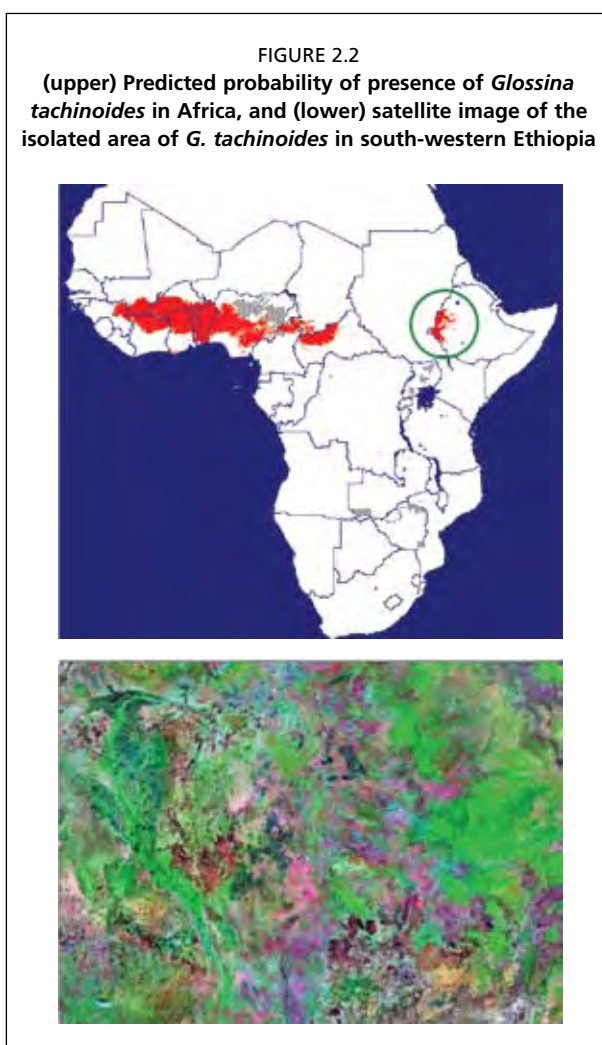 FIGURE 2.2
(upper) Predicted probability of presence of Glossina
tachinoides in Africa, and (lower) satellite image of the
isolated area of G. tachinoides in south-western Ethiopia